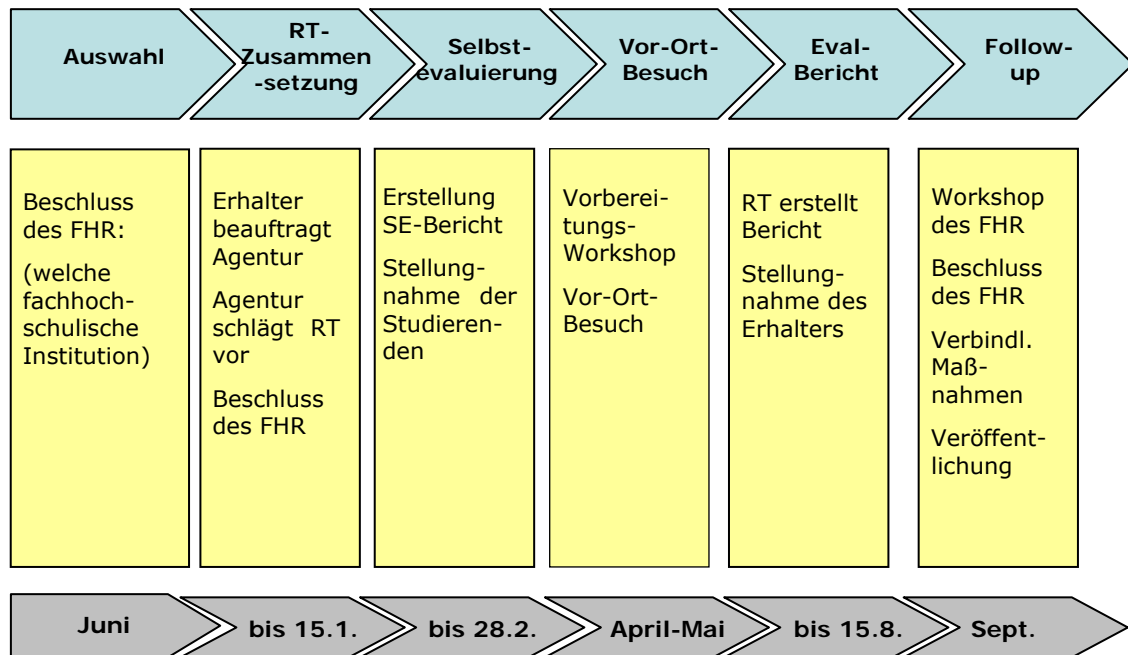 Auswahl
RT-
Zusammen
-setzung
Selbst-
evaluierung
Vor-Ort-
Besuch
Eval-
Bericht
Follow-
up
Beschluss
des FHR:
(welche
fachhoch-
schulische
Institution)
Erhalter
beauftragt
Agentur
Agentur
schlägt RT
vor
Beschluss
des FHR
Erstellung
SE-Bericht
Stellung-
nahme der
Studieren-
den
Vorberei-
tungs-
Workshop
Vor-Ort-
Besuch
RT erstellt
Bericht
Stellung-
nahme des
Erhalters
Workshop
des FHR
Beschluss
des FHR
Verbindl.
Maß-
nahmen
Veröffent-
lichung
Juni
bis 15.1.
bis 28.2.
April-Mai
bis 15.8.
Sept.